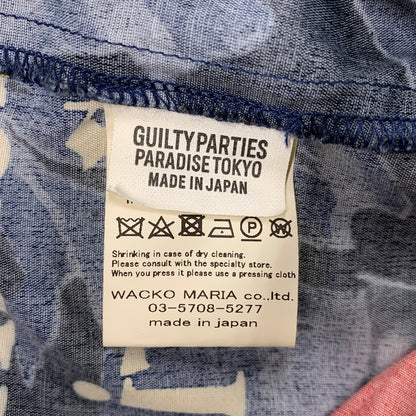 GUILTY PARTIES
PARADISE TOKYO
MADE IN JAPAN
Shrinking in case of dry cleaning.
Please consult with the specialty store.
When you press it please use a pressing cloth
WACKO MARIA co.,ltd.
03-5708-5277
made in japan